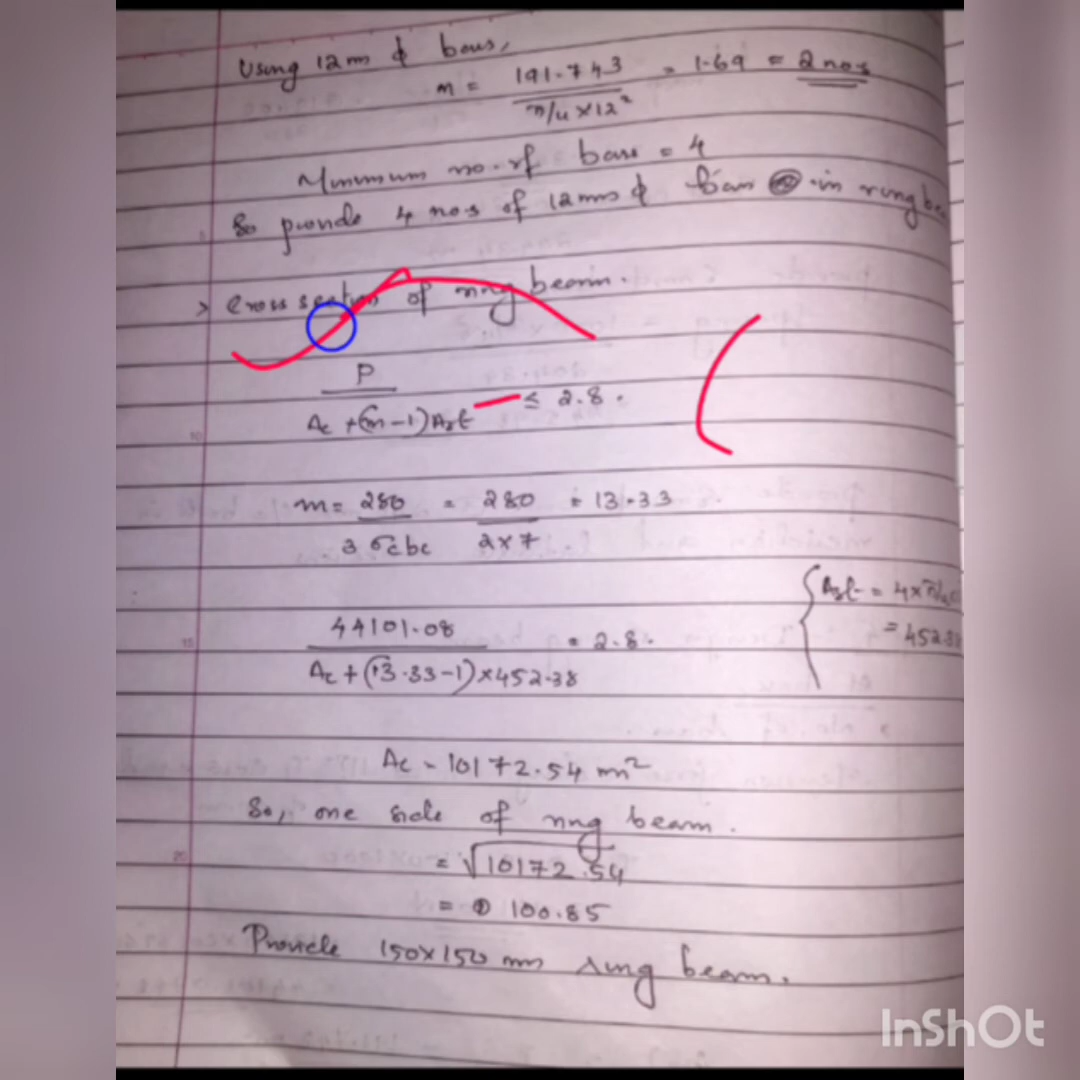 Using 12mm ϕ bars,
m = 191.743 / π/4 × 12² = 1.69 = 2 nos
Minimum no. of bars = 4
So provide 4 nos of 12mm ϕ bars in ring be
> Cross section of ring beam.
P / Ac + (m-1) Ast ≤ 2.8.
m = 280 / 3 σcbc = 280 / 2×7 = 13.33
Ast = 4×π/4
= 452.38
44101.08 / Ac + (13.33-1)×452.38 = 2.8.
Ac = 10172.54 mm²
So, one side of ring beam.
= √10172.54
= 100.85
Provide 150×150 mm ring beam.
InShOt